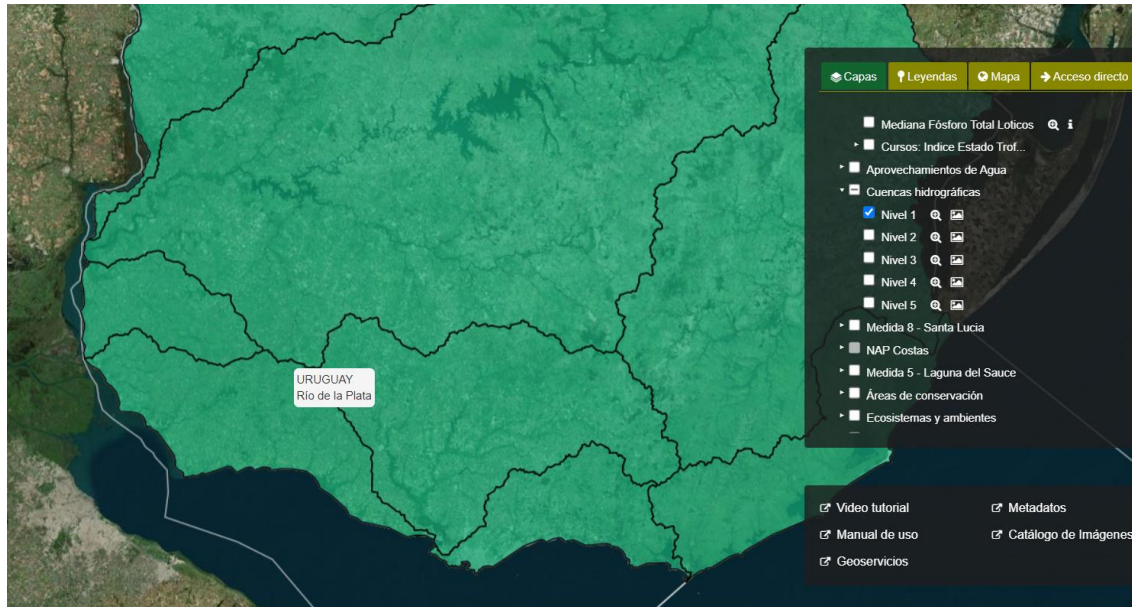 URUGUAY
Río de la Plata
Capas
Leyendas
Mapa
Acceso directo
Mediana Fósforo Total Loticos
Cursos: Indice Estado Trof...
Aprovechamientos de Agua
Cuencas hidrográficas
Nivel 1
Nivel 2
Nivel 3
Nivel 4
Nivel 5
Medida 8 - Santa Lucia
NAP Costas
Medida 5 - Laguna del Sauce
Áreas de conservación
Ecosistemas y ambientes
Video tutorial
Metadatos
Manual de uso
Catálogo de Imágenes
Geoservicios